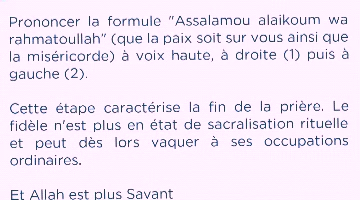 Prononcer la formule "Assalamou alaikoum wa
rahmatoullah" (que la paix soit sur vous ainsi que
la miséricorde) à voix haute, à droite (1) puis à
gauche (2).
Cette étape caractérise la fin de la prière. Le
fidèle n'est plus en état de sacralisation rituelle
et peut dès lors vaquer à ses occupations
ordinaires.
Et Allah est plus Savant